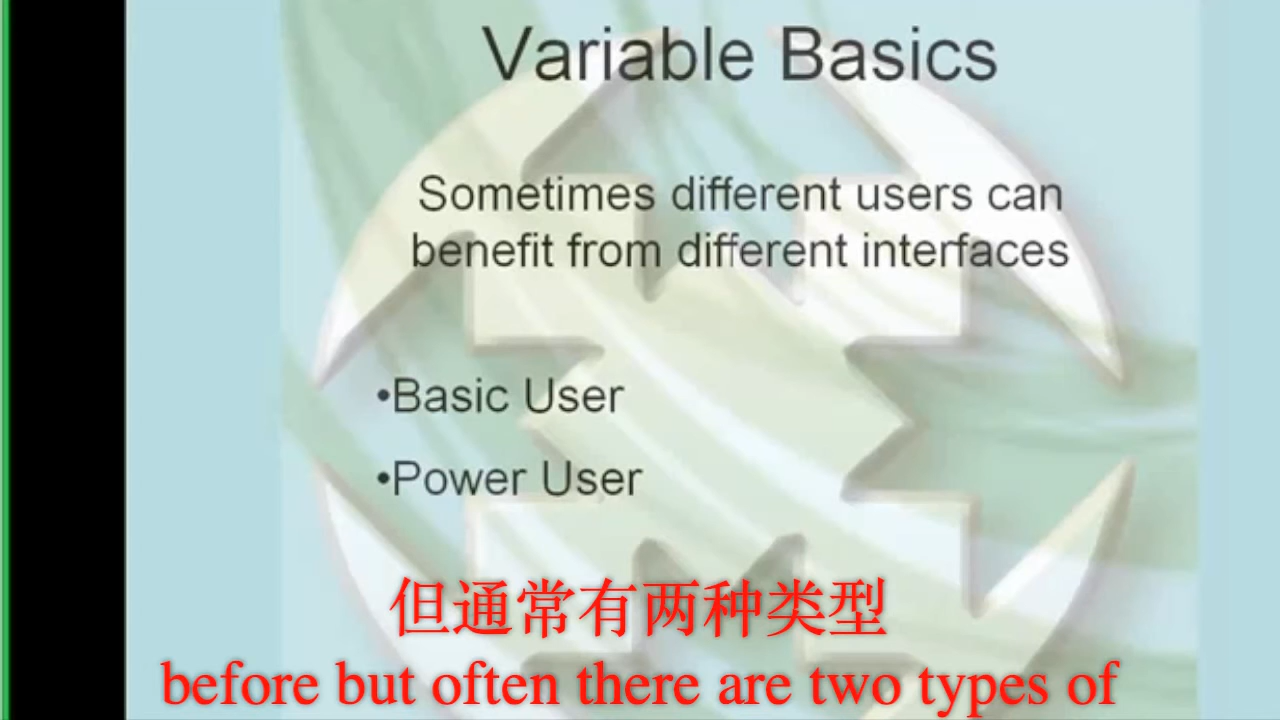 Variable Basics
Sometimes different users can
benefit from different interfaces
•Basic User
•Power User
但通常有两种类型
before but often there are two types of